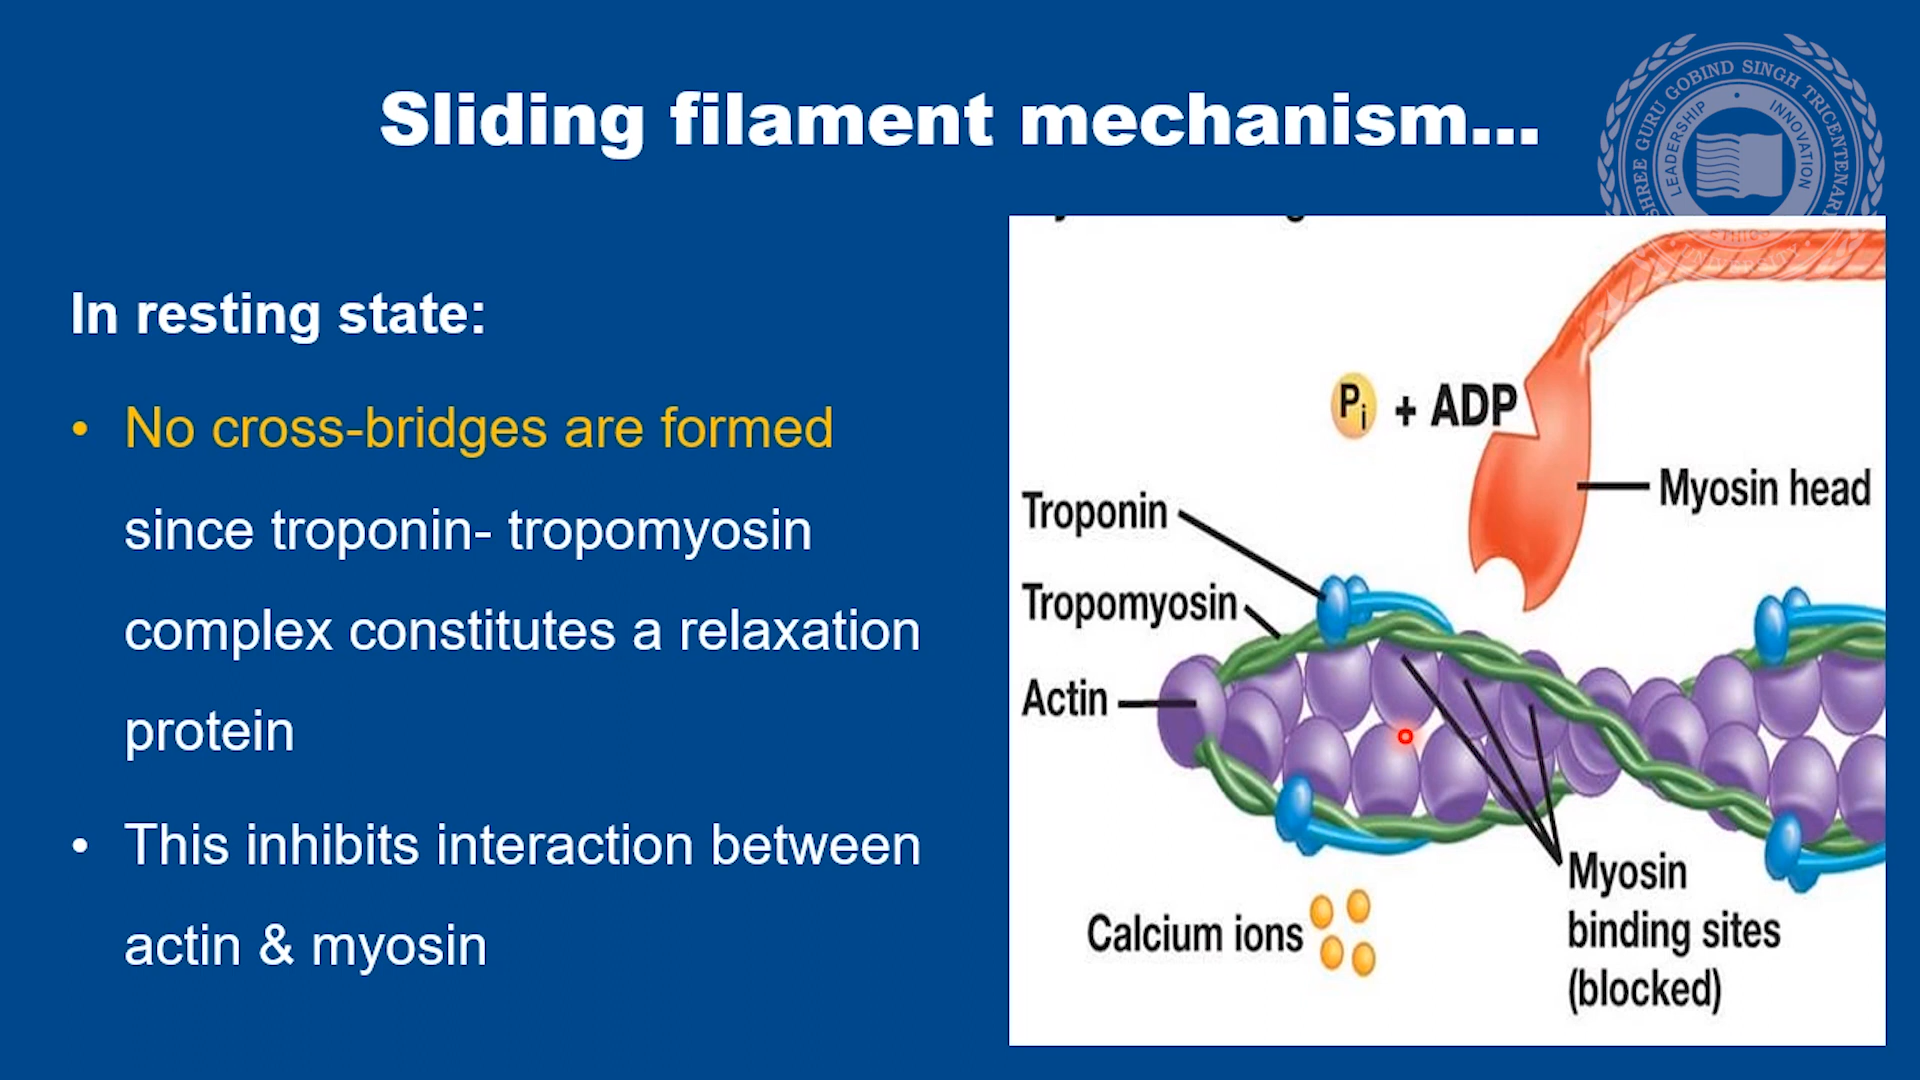 Sliding filament mechanism...
SHREE GURU GOBIND SINGH TRICENTENARY
UNIVERSITY
LEADERSHIP
INNOVATION
ETHICS
In resting state:
• No cross-bridges are formed
since troponin- tropomyosin
complex constitutes a relaxation
protein
• This inhibits interaction between
actin & myosin
Pi + ADP
Myosin head
Troponin
Tropomyosin
Actin
Calcium ions
Myosin
binding sites
(blocked)